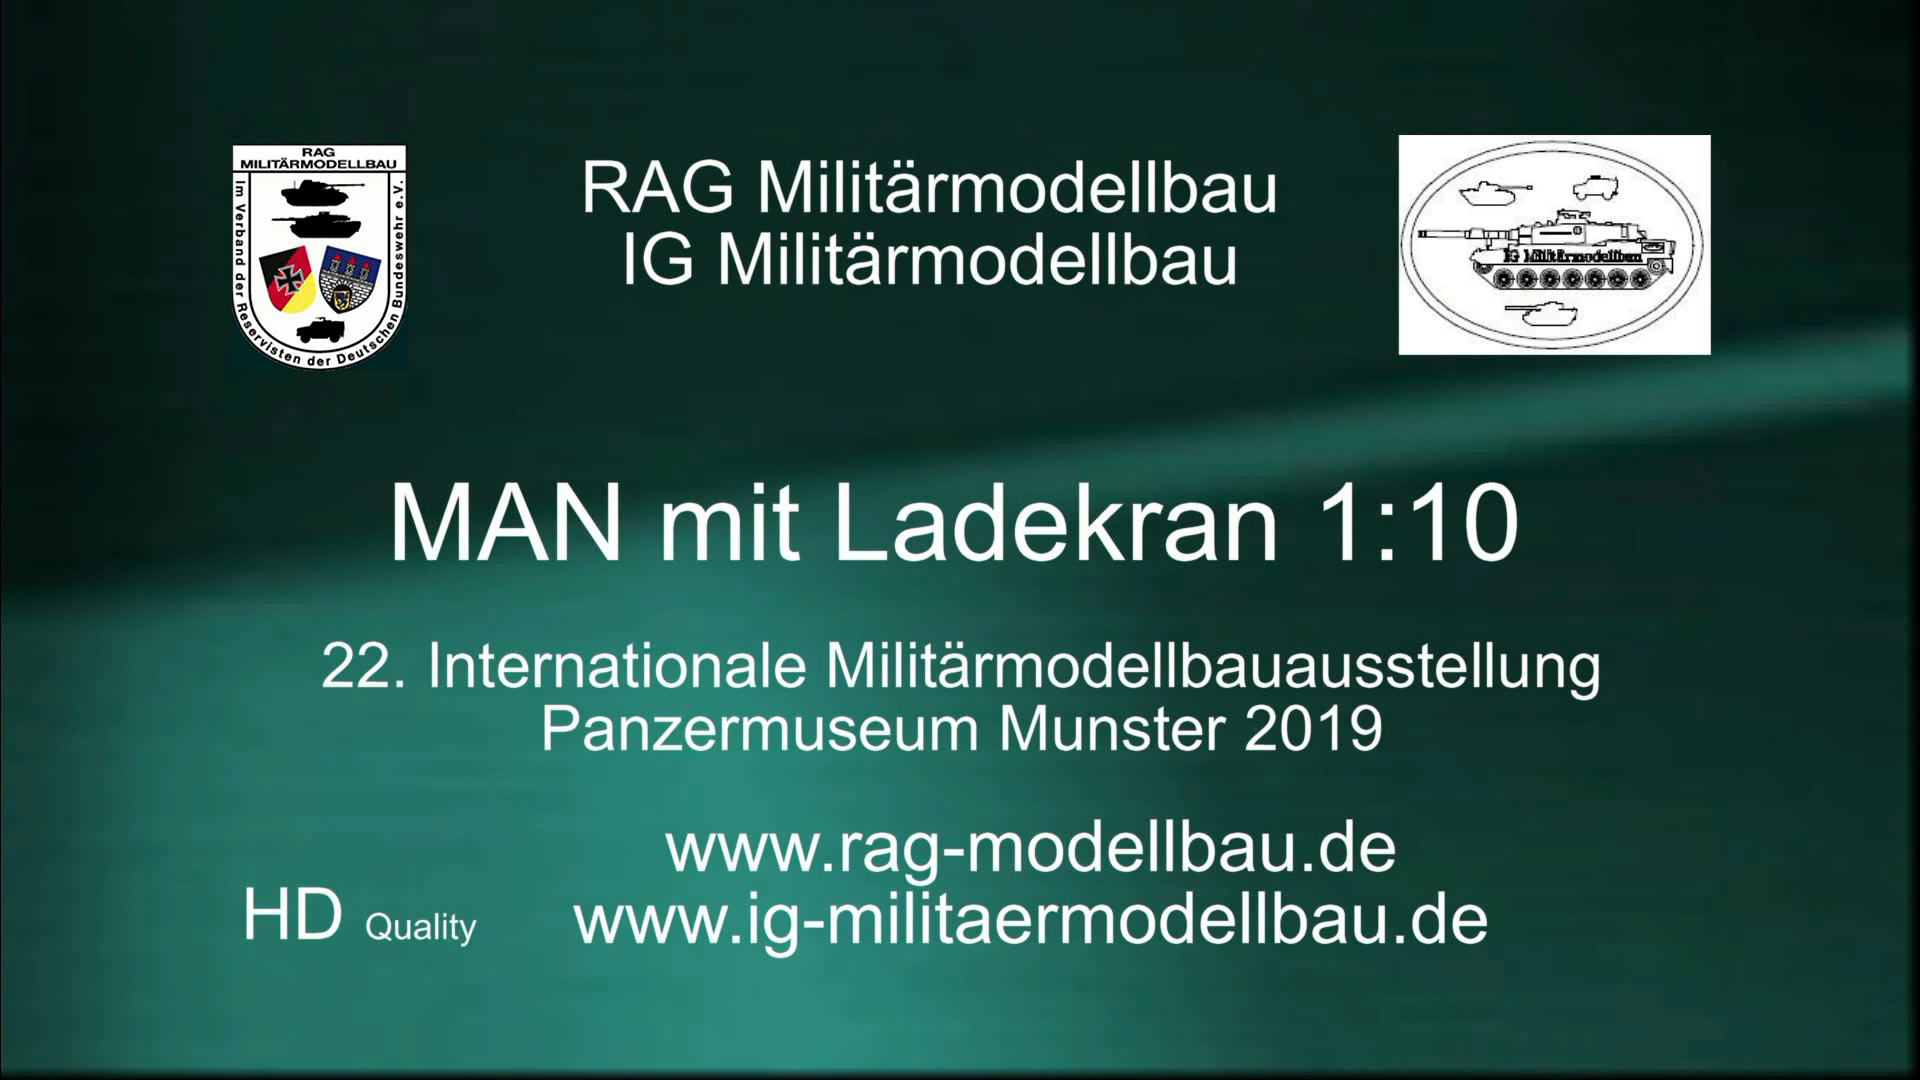 RAG
MILITÄRMODELLBAU
Im Verband der Reservisten der Deutschen Bundeswehr e.V.
RAG Militärmodellbau
IG Militärmodellbau
IG Militärmodellbau
MAN mit Ladekran 1:10
22. Internationale Militärmodellbauausstellung
Panzermuseum Munster 2019
www.rag-modellbau.de
HD Quality
www.ig-militaermodellbau.de